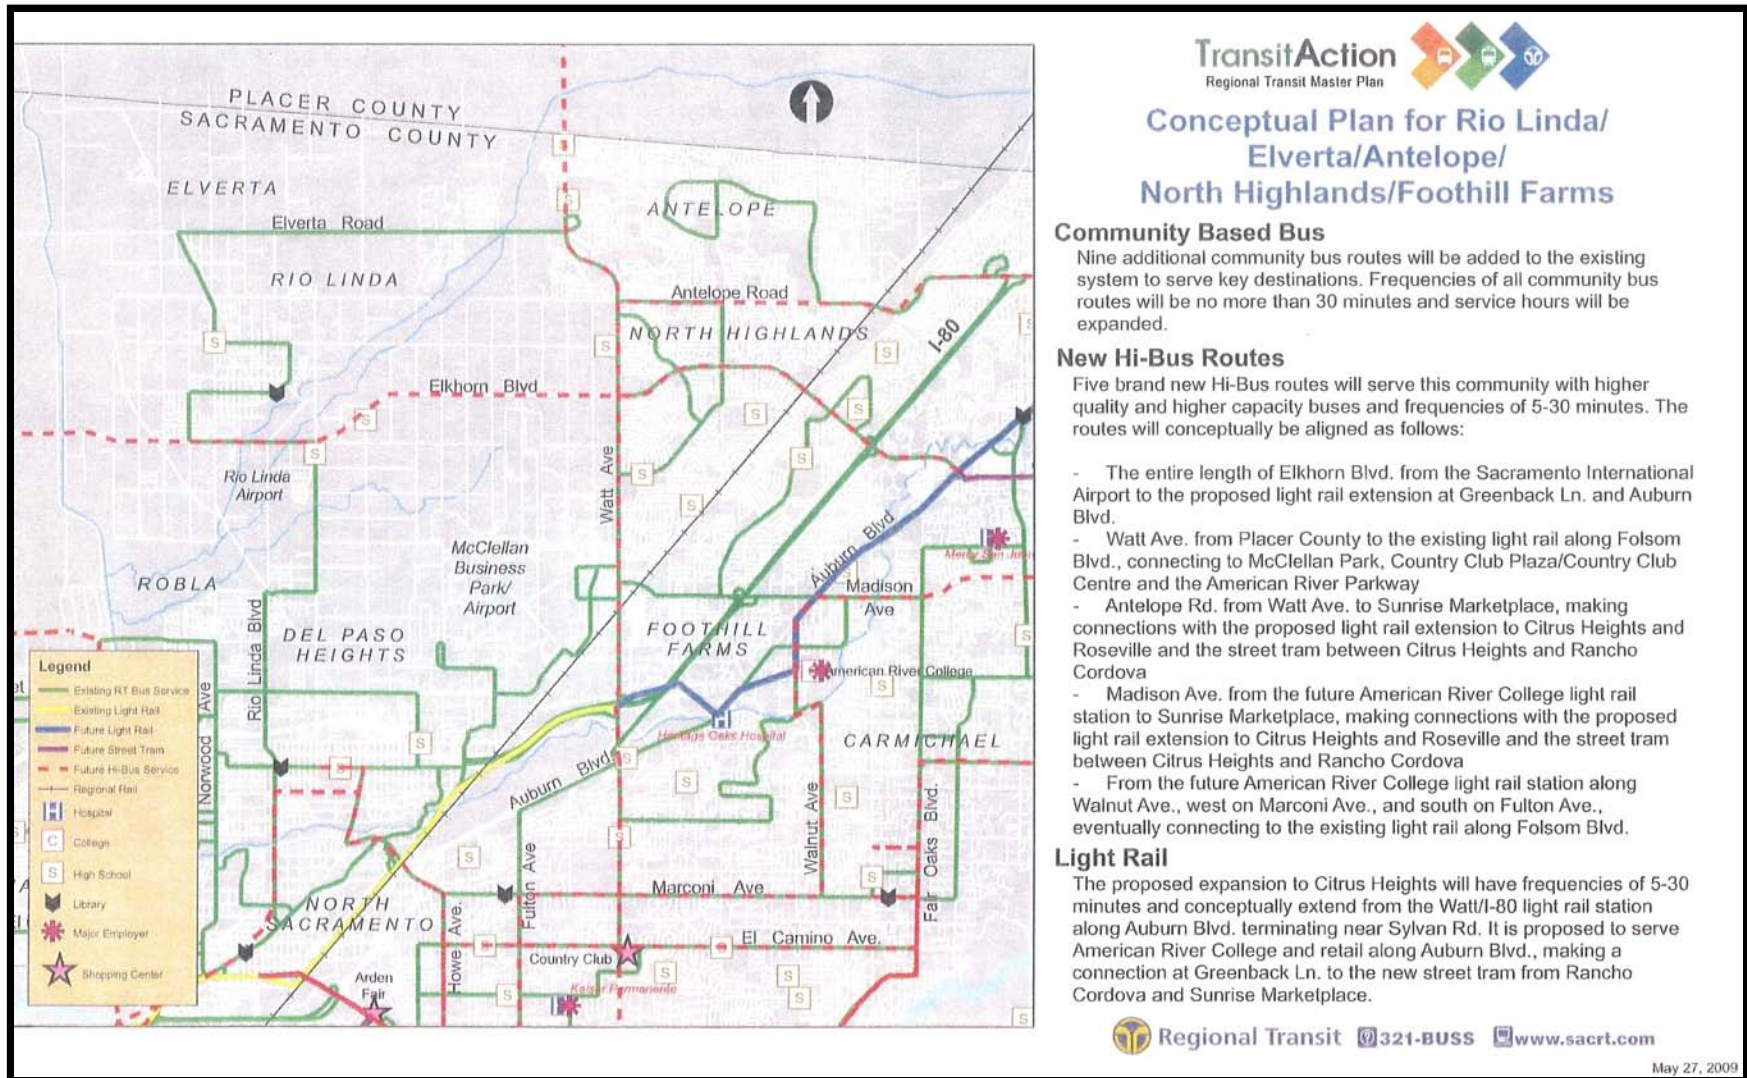 PLACER COUNTY
SACRAMENTO COUNTY
ELVERTA
Elverta Road
RIO LINDA
ANTELOPE
Antelope Road
NORTH HIGHLANDS
I-80
Elkhorn Blvd
Rio Linda
Airport
Watt Ave
McClellan
Business
Park/
Airport
Auburn Blvd
Madison
Ave
ROBLA
Rio Linda Blvd
DEL PASO
HEIGHTS
FOOTHILL
FARMS
American River College
Heritage Oaks Hospital
CARMICHAEL
Norwood Ave
Auburn Blvd
Fulton Ave
Walnut Ave
Fair Oaks Blvd.
Marconi Ave
NORTH
SACRAMENTO
Howe Ave.
El Camino Ave.
Country Club
Arden
Fair
Kaiser Permanente
Legend
Existing RT Bus Service
Existing Light Rail
Future Light Rail
Future Street Tram
Future Hi-Bus Service
Regional Rail
H Hospital
C College
S High School
Library
Major Employer
Shopping Center
TransitAction
Regional Transit Master Plan
Conceptual Plan for Rio Linda/
Elverta/Antelope/
North Highlands/Foothill Farms
Community Based Bus
Nine additional community bus routes will be added to the existing
system to serve key destinations. Frequencies of all community bus
routes will be no more than 30 minutes and service hours will be
expanded.
New Hi-Bus Routes
Five brand new Hi-Bus routes will serve this community with higher
quality and higher capacity buses and frequencies of 5-30 minutes. The
routes will conceptually be aligned as follows:
- The entire length of Elkhorn Blvd. from the Sacramento International
Airport to the proposed light rail extension at Greenback Ln. and Auburn
Blvd.
- Watt Ave. from Placer County to the existing light rail along Folsom
Blvd., connecting to McClellan Park, Country Club Plaza/Country Club
Centre and the American River Parkway
- Antelope Rd. from Watt Ave. to Sunrise Marketplace, making
connections with the proposed light rail extension to Citrus Heights and
Roseville and the street tram between Citrus Heights and Rancho
Cordova
- Madison Ave. from the future American River College light rail
station to Sunrise Marketplace, making connections with the proposed
light rail extension to Citrus Heights and Roseville and the street tram
between Citrus Heights and Rancho Cordova
- From the future American River College light rail station along
Walnut Ave., west on Marconi Ave., and south on Fulton Ave.,
eventually connecting to the existing light rail along Folsom Blvd.
Light Rail
The proposed expansion to Citrus Heights will have frequencies of 5-30
minutes and conceptually extend from the Watt/I-80 light rail station
along Auburn Blvd. terminating near Sylvan Rd. It is proposed to serve
American River College and retail along Auburn Blvd., making a
connection at Greenback Ln. to the new street tram from Rancho
Cordova and Sunrise Marketplace.
Regional Transit 321-BUSS www.sacrt.com
May 27, 2009